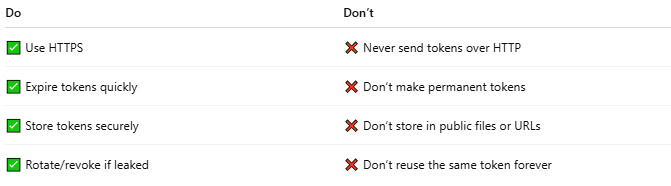 Do Don't
✅ Use HTTPS ❌ Never send tokens over HTTP
✅ Expire tokens quickly ❌ Don't make permanent tokens
✅ Store tokens securely ❌ Don't store in public files or URLs
✅ Rotate/revoke if leaked ❌ Don't reuse the same token forever